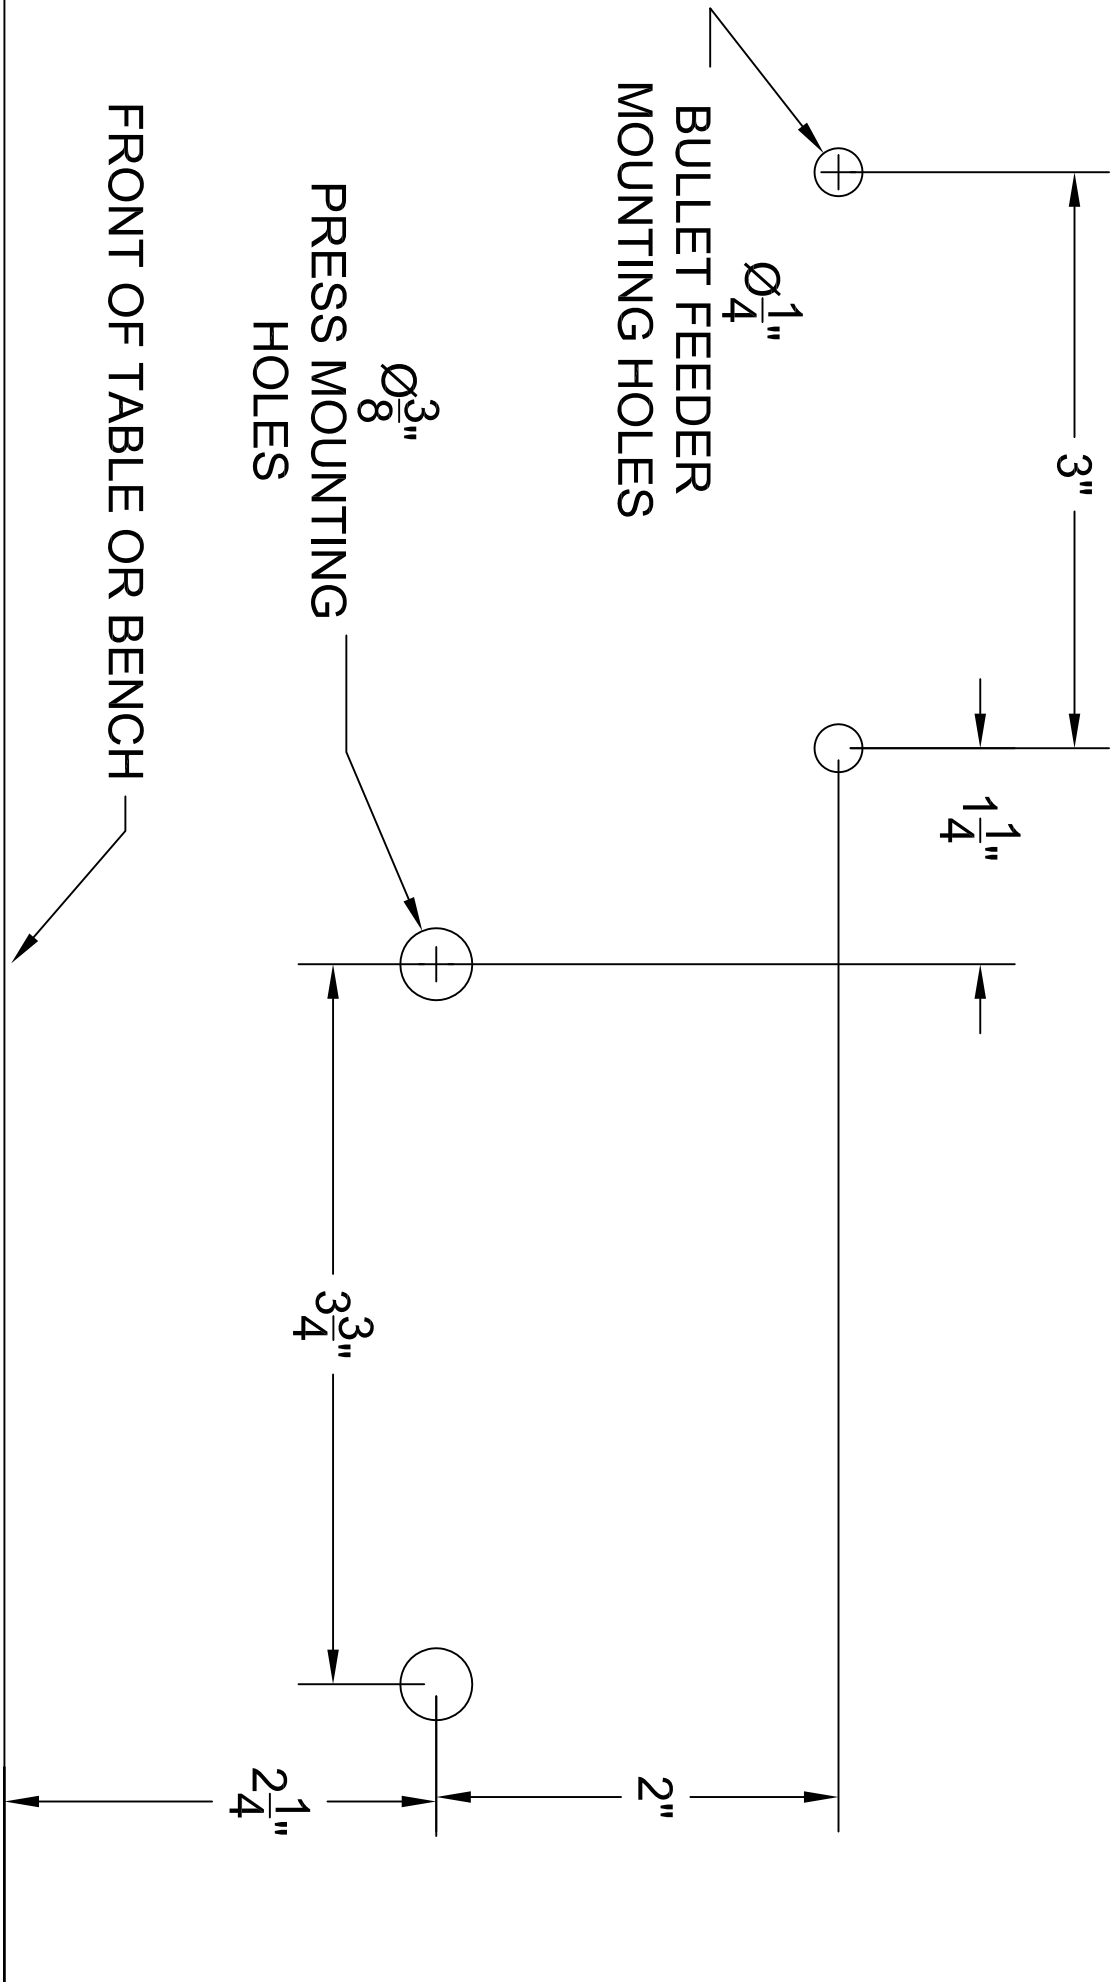 3"
1 1/4"
Ø1/4"
BULLET FEEDER
MOUNTING HOLES
2"
Ø3/8"
PRESS MOUNTING
HOLES
3 3/4"
2 1/4"
FRONT OF TABLE OR BENCH